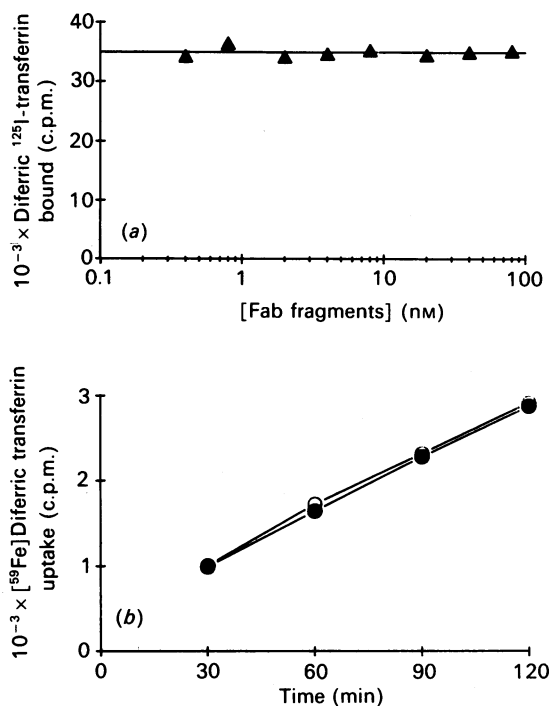 10⁻³ × Diferric ¹²⁵I-transferrin
bound (c.p.m.)
40
30
20
10
0
(a)
0.1
1
10
100
[Fab fragments] (nM)
10⁻³ × [⁵⁹Fe]Diferric transferrin
uptake (c.p.m.)
3
2
1
0
(b)
0
30
60
90
120
Time (min)